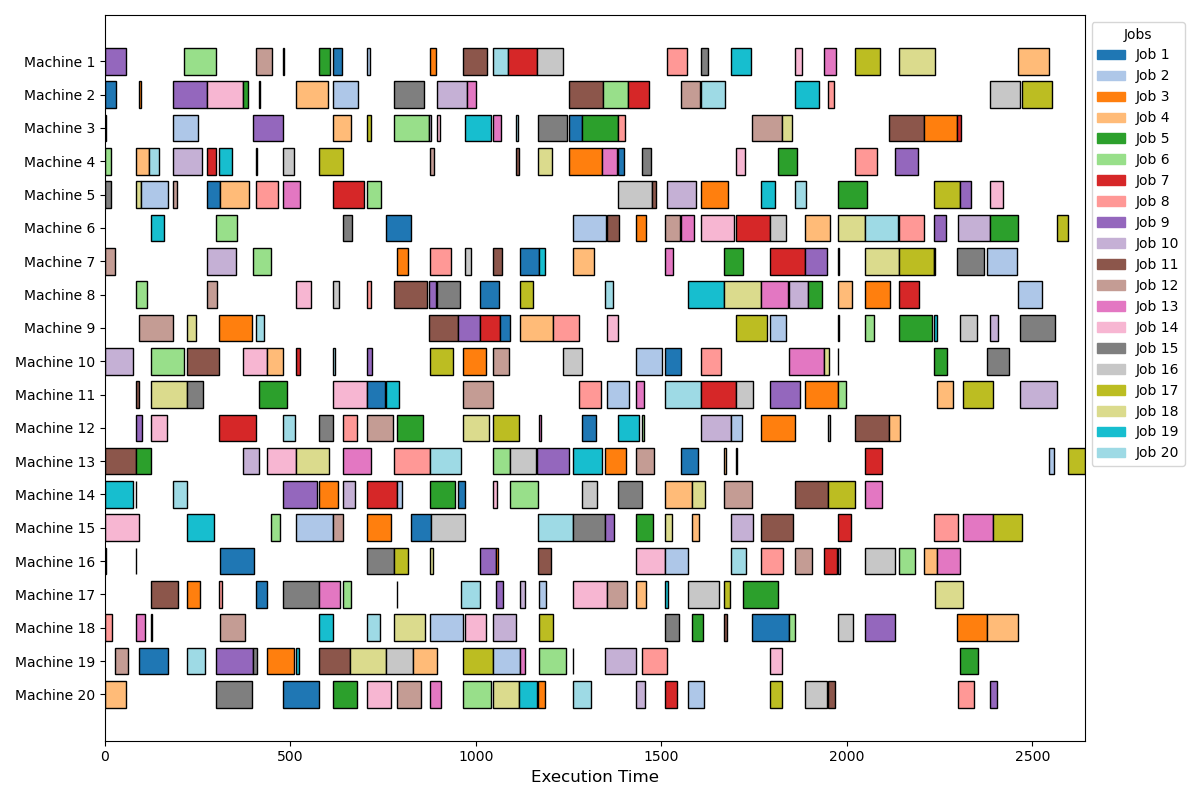 Machine 1
Machine 2
Machine 3
Machine 4
Machine 5
Machine 6
Machine 7
Machine 8
Machine 9
Machine 10
Machine 11
Machine 12
Machine 13
Machine 14
Machine 15
Machine 16
Machine 17
Machine 18
Machine 19
Machine 20
0 500 1000 1500 2000 2500
Execution Time
Jobs
Job 1
Job 2
Job 3
Job 4
Job 5
Job 6
Job 7
Job 8
Job 9
Job 10
Job 11
Job 12
Job 13
Job 14
Job 15
Job 16
Job 17
Job 18
Job 19
Job 20